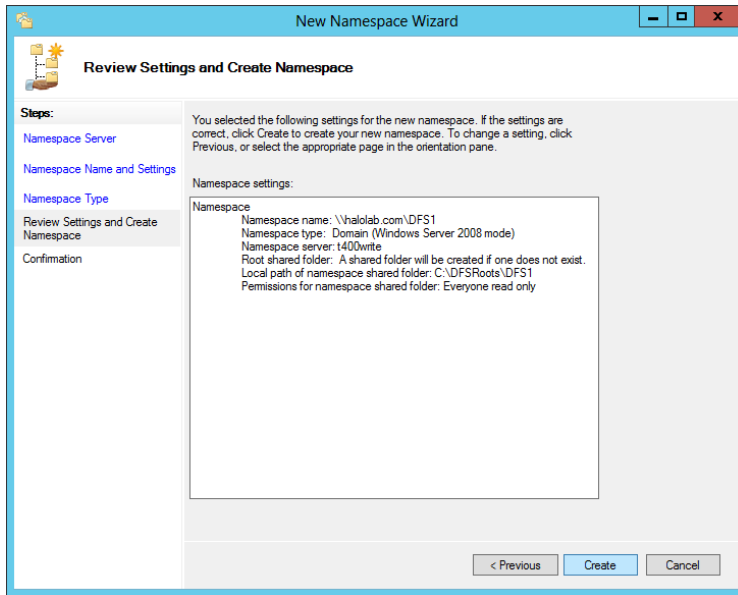 New Namespace Wizard
Review Settings and Create Namespace
Steps:
Namespace Server
Namespace Name and Settings
Namespace Type
Review Settings and Create
Namespace
Confirmation
You selected the following settings for the new namespace. If the settings are
correct, click Create to create your new namespace. To change a setting, click
Previous, or select the appropriate page in the orientation pane.
Namespace settings:
Namespace
Namespace name: \\halolab.com\DFS1
Namespace type: Domain (Windows Server 2008 mode)
Namespace server: t400write
Root shared folder: A shared folder will be created if one does not exist.
Local path of namespace shared folder: C:\DFSRoots\DFS1
Permissions for namespace shared folder: Everyone read only
< Previous
Create
Cancel